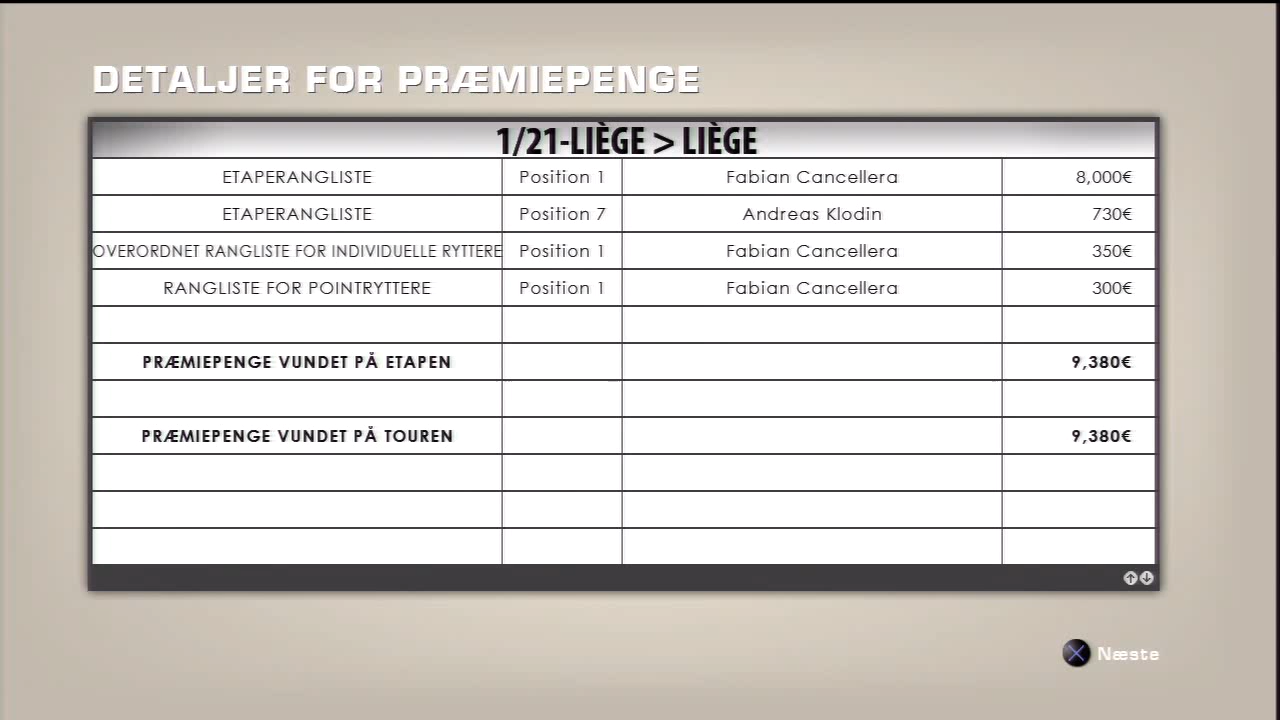 DETALJER FOR PRÆMIEPENGE
1/21-LIÈGE > LIÈGE
ETAPERANGLISTE Position 1 Fabian Cancellera 8,000€
ETAPERANGLISTE Position 7 Andreas Klodin 730€
OVERORDNET RANGLISTE FOR INDIVIDUELLE RYTTERE Position 1 Fabian Cancellera 350€
RANGLISTE FOR POINTRYTTERE Position 1 Fabian Cancellera 300€
PRÆMIEPENGE VUNDET PÅ ETAPEN 9,380€
PRÆMIEPENGE VUNDET PÅ TOUREN 9,380€
Næste